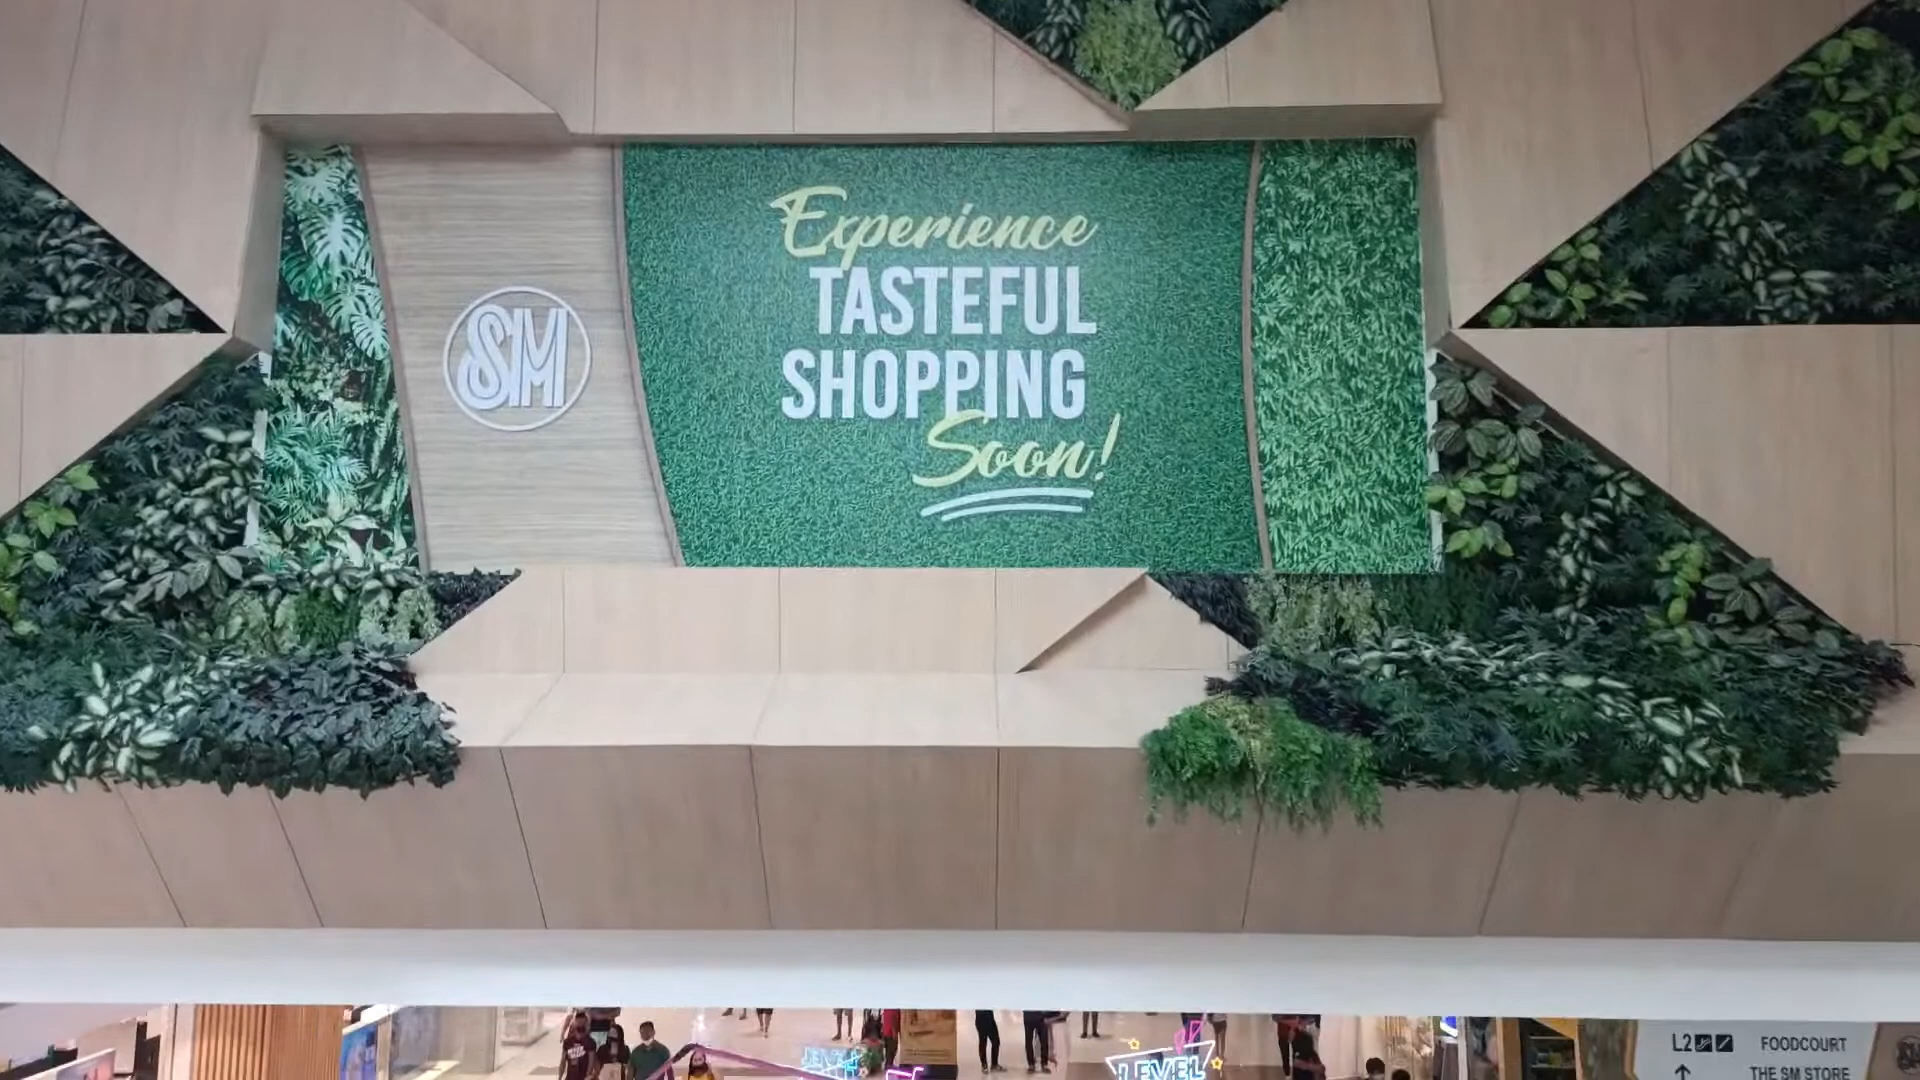 SM
Experience
TASTEFUL
SHOPPING
Soon!
LEVEL
L2 FOODCOURT
THE SM STORE